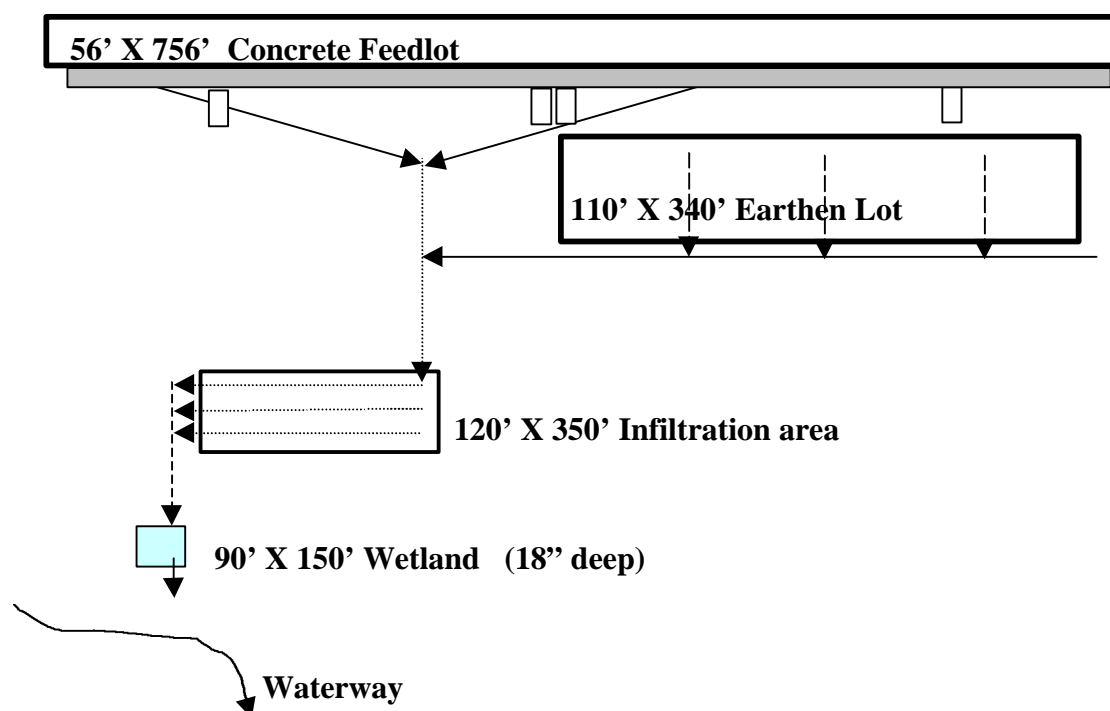 56’ X 756’ Concrete Feedlot
110’ X 340’ Earthen Lot
120’ X 350’ Infiltration area
90’ X 150’ Wetland (18” deep)
Waterway